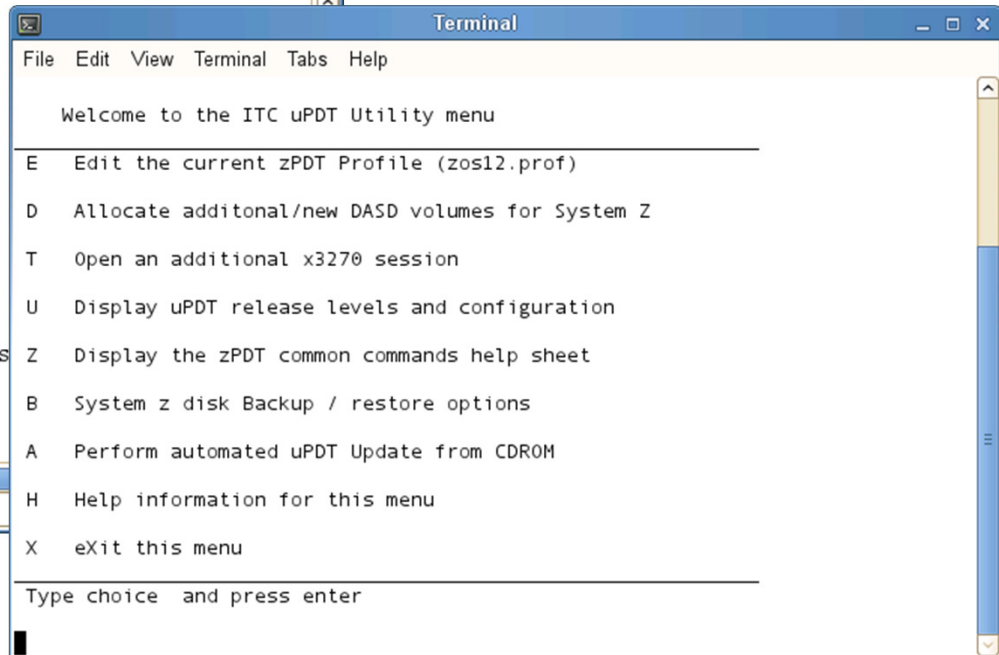 Terminal
File Edit View Terminal Tabs Help
Welcome to the ITC uPDT Utility menu
E Edit the current zPDT Profile (zos12.prof)
D Allocate additonal/new DASD volumes for System Z
T Open an additional x3270 session
U Display uPDT release levels and configuration
s
Z Display the zPDT common commands help sheet
B System z disk Backup / restore options
A Perform automated uPDT Update from CDROM
H Help information for this menu
X eXit this menu
Type choice and press enter